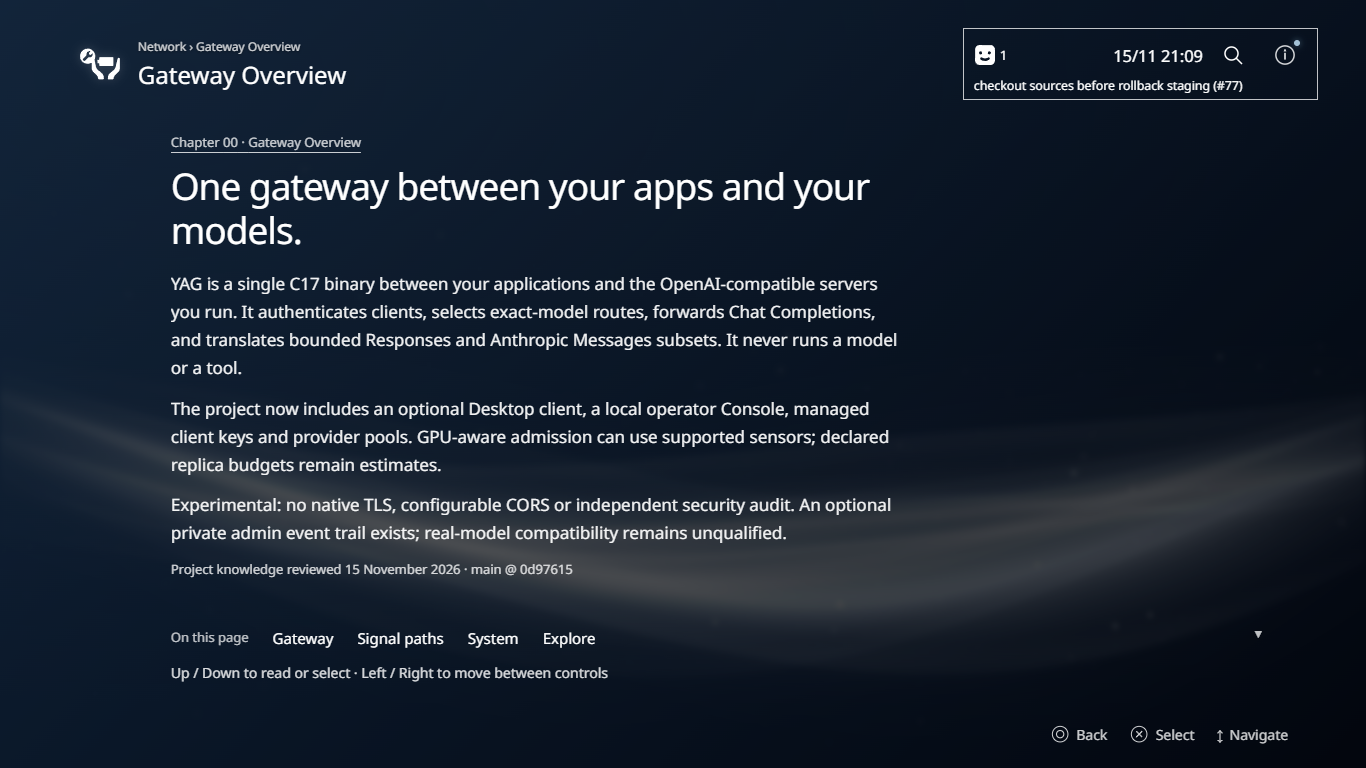 Network › Gateway Overview
Gateway Overview
1
15/11 21:09
checkout sources before rollback staging (#77)
Chapter 00 · Gateway Overview
One gateway between your apps and your
models.
YAG is a single C17 binary between your applications and the OpenAI-compatible servers
you run. It authenticates clients, selects exact-model routes, forwards Chat Completions,
and translates bounded Responses and Anthropic Messages subsets. It never runs a model
or a tool.
The project now includes an optional Desktop client, a local operator Console, managed
client keys and provider pools. GPU-aware admission can use supported sensors; declared
replica budgets remain estimates.
Experimental: no native TLS, configurable CORS or independent security audit. An optional
private admin event trail exists; real-model compatibility remains unqualified.
Project knowledge reviewed 15 November 2026 · main @ 0d97615
On this page Gateway Signal paths System Explore
Up / Down to read or select · Left / Right to move between controls
Back Select Navigate